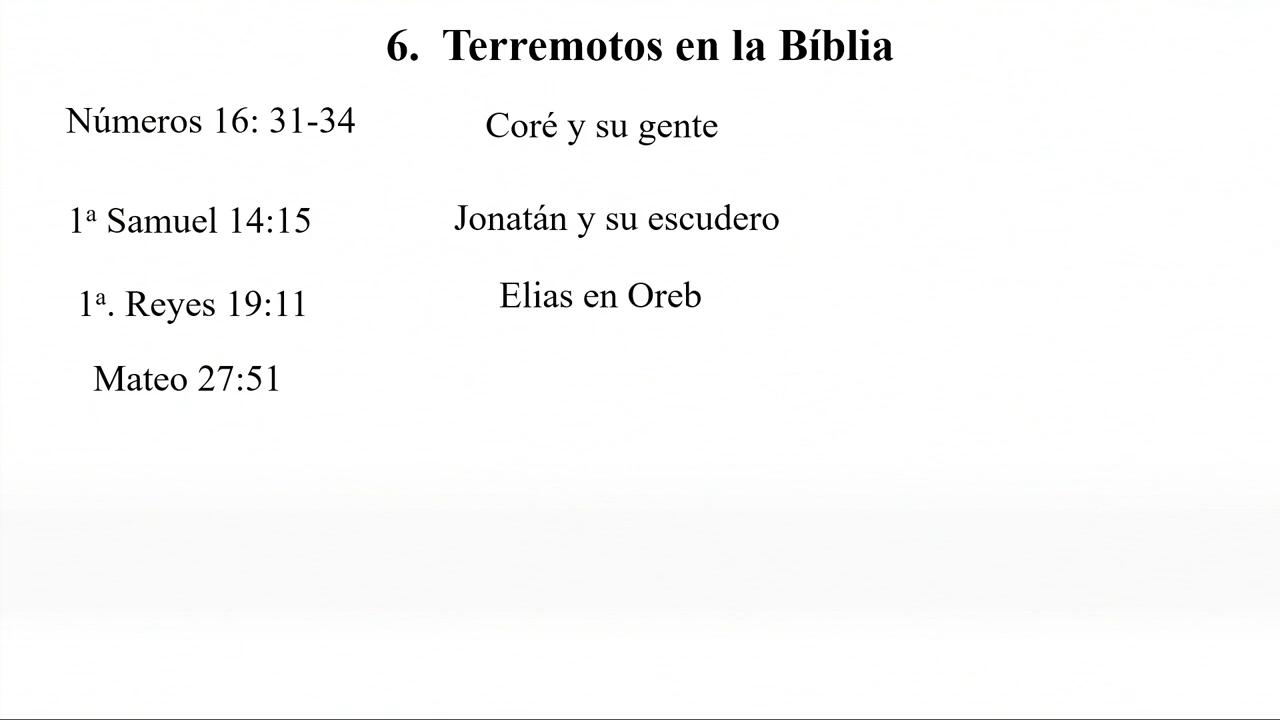 6. Terremotos en la Bíblia
Números 16: 31-34 Coré y su gente
1ª Samuel 14:15 Jonatán y su escudero
1ª. Reyes 19:11 Elias en Oreb
Mateo 27:51